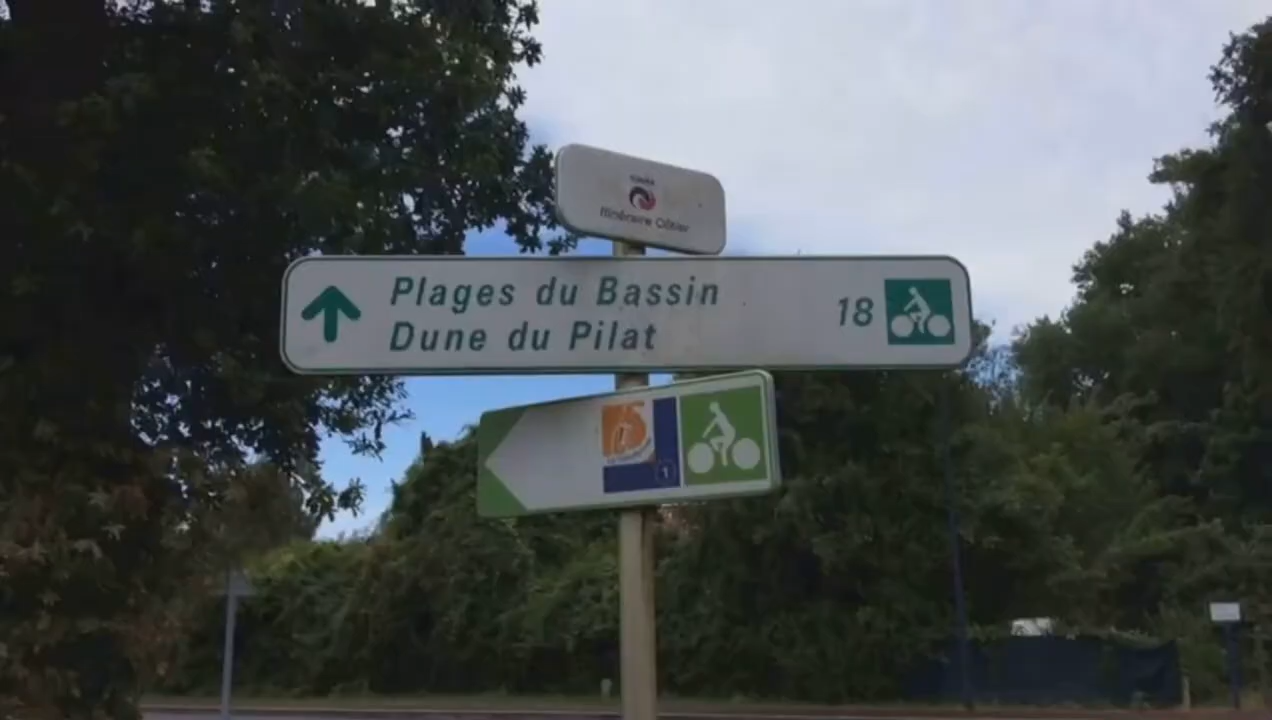 Itinéraire Côtier
Plages du Bassin
Dune du Pilat
18
1